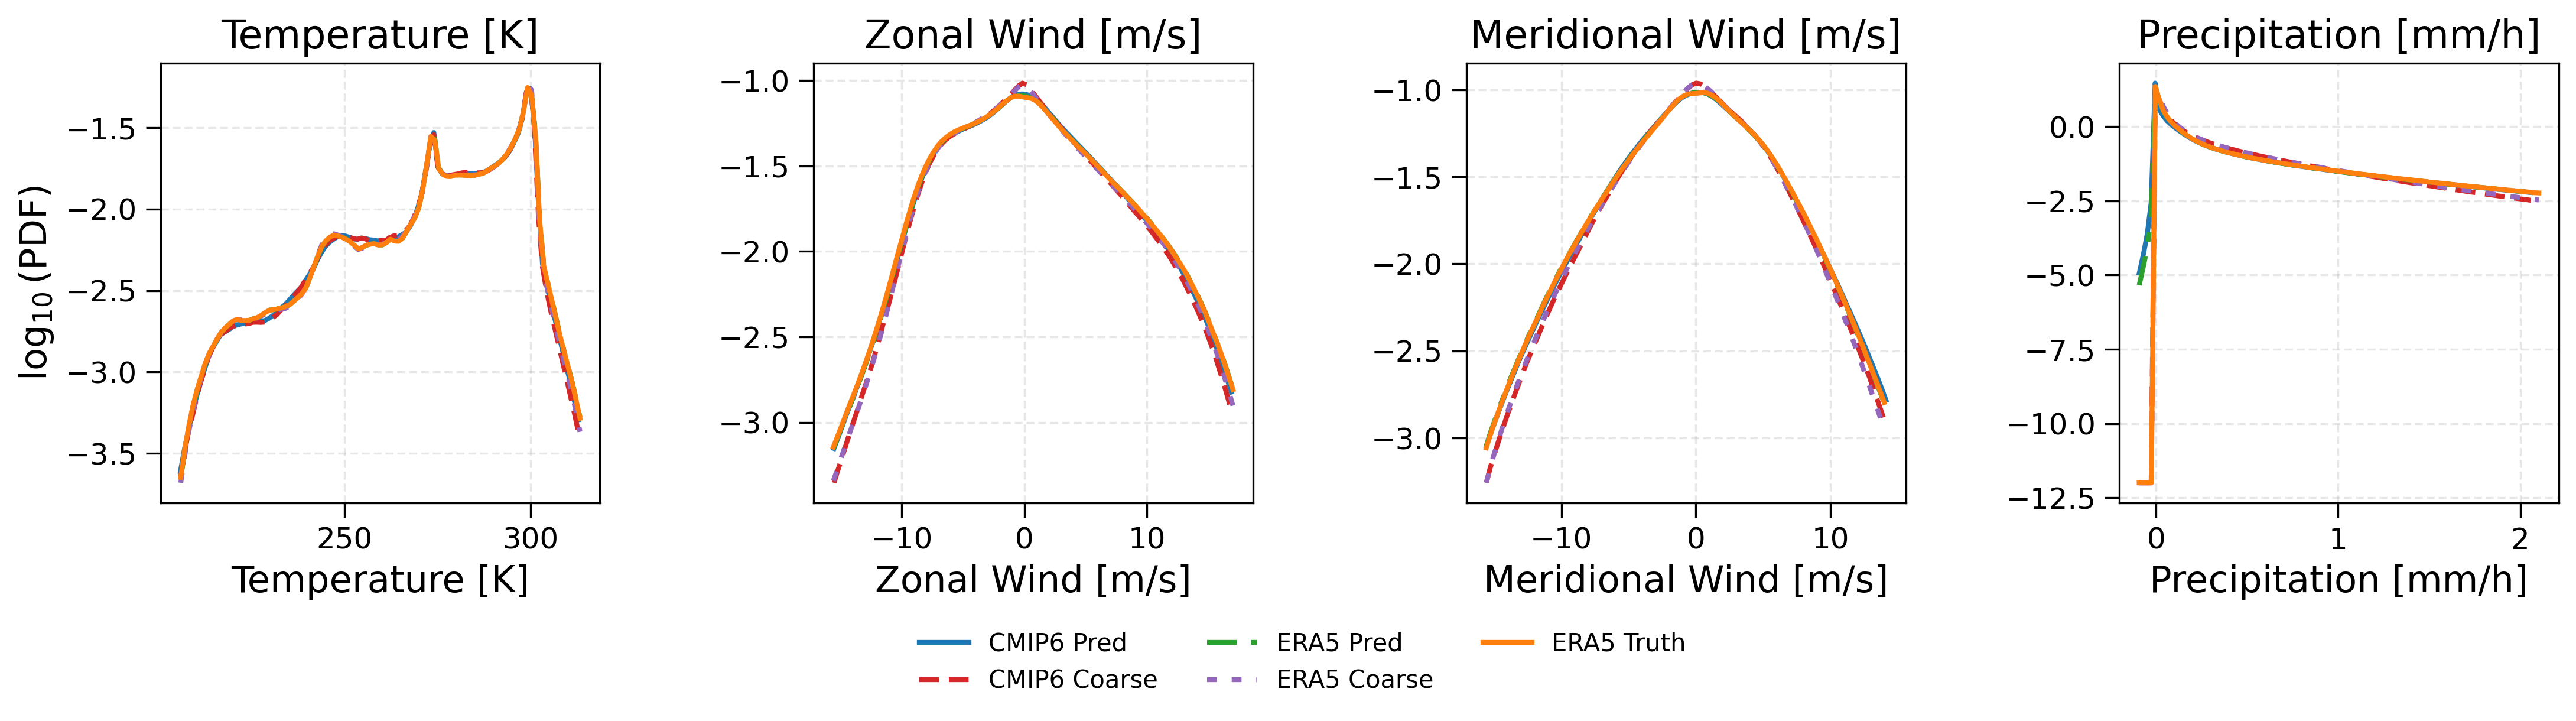 Temperature [K]
Zonal Wind [m/s]
Meridional Wind [m/s]
Precipitation [mm/h]
log₁₀(PDF)
−1.5
−2.0
−2.5
−3.0
−3.5
250
300
Temperature [K]
−1.0
−1.5
−2.0
−2.5
−3.0
−10
0
10
Zonal Wind [m/s]
−1.0
−1.5
−2.0
−2.5
−3.0
−10
0
10
Meridional Wind [m/s]
0.0
−2.5
−5.0
−7.5
−10.0
−12.5
0
1
2
Precipitation [mm/h]
CMIP6 Pred
CMIP6 Coarse
ERA5 Pred
ERA5 Coarse
ERA5 Truth